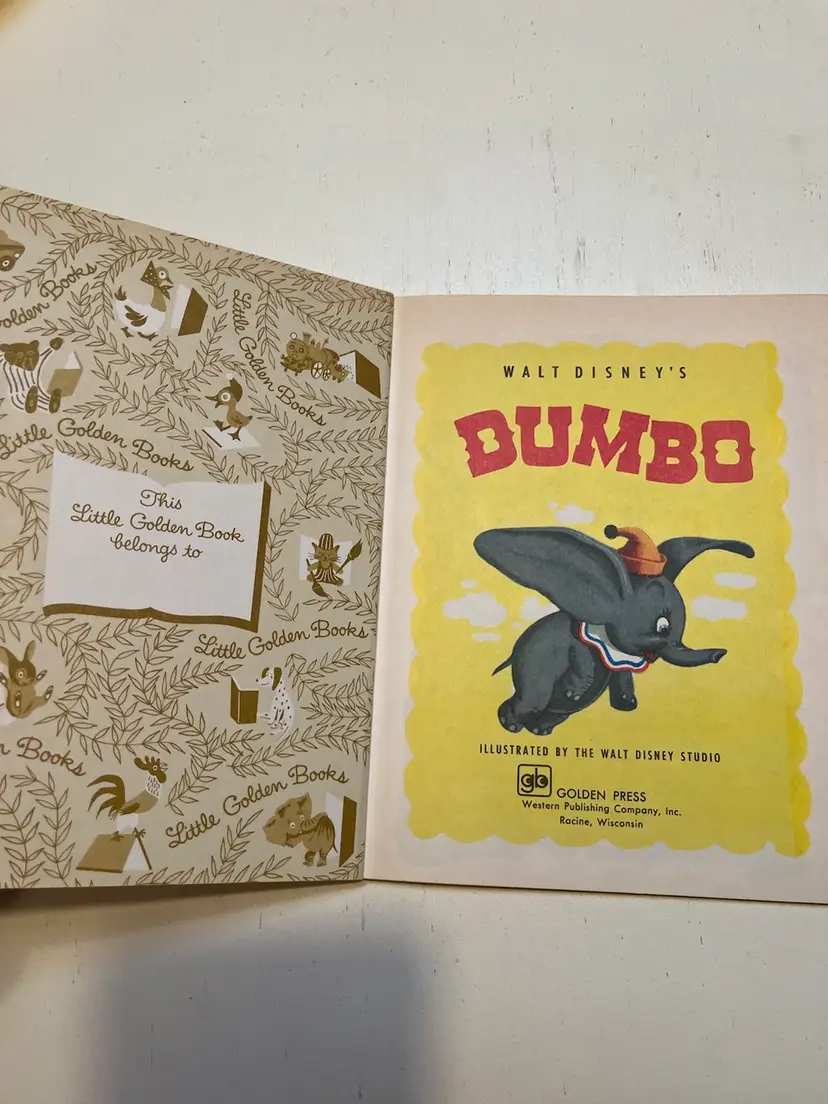 Golden Books
Little Golden Books
Little Golden Books
This
Little Golden Book
belongs to
Little Golden Books
Books
Little Golden Books
WALT DISNEY'S
DUMBO
ILLUSTRATED BY THE WALT DISNEY STUDIO
gb
GOLDEN PRESS
Western Publishing Company, Inc.
Racine, Wisconsin